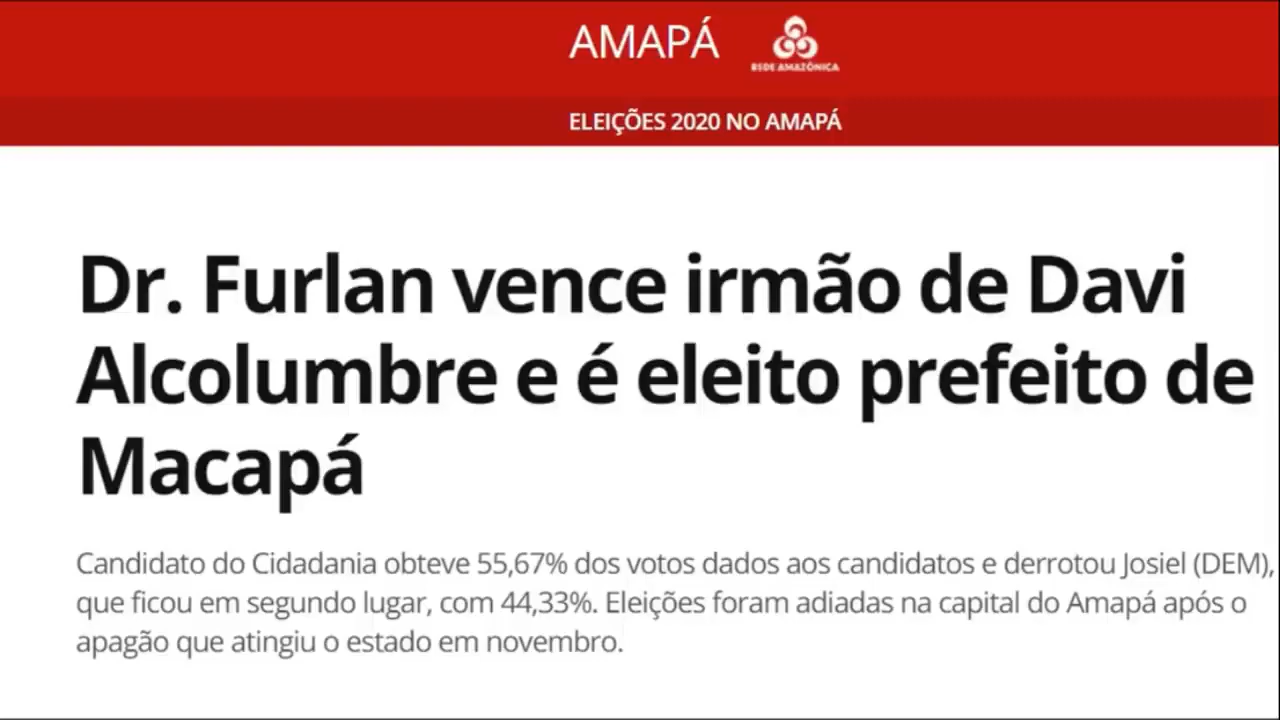 AMAPÁ
REDE AMAZÔNICA
ELEIÇÕES 2020 NO AMAPÁ
Dr. Furlan vence irmão de Davi
Alcolumbre e é eleito prefeito de
Macapá
Candidato do Cidadania obteve 55,67% dos votos dados aos candidatos e derrotou Josiel (DEM),
que ficou em segundo lugar, com 44,33%. Eleições foram adiadas na capital do Amapá após o
apagão que atingiu o estado em novembro.